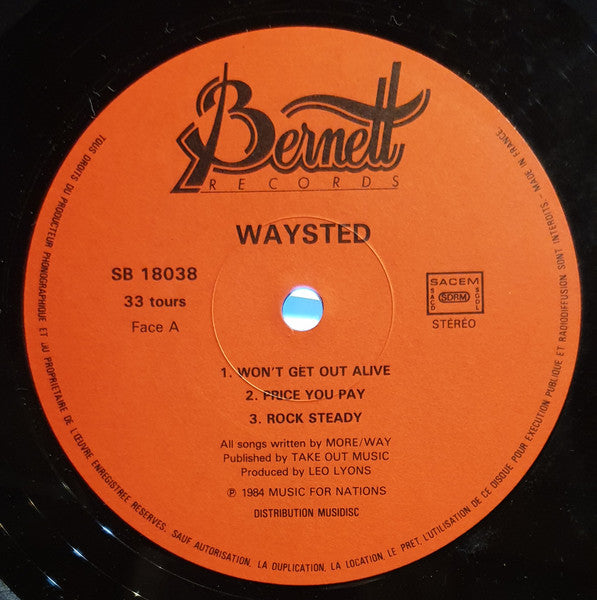 Bernett
RECORDS
WAYSTED
SB 18038
33 tours
Face A
SACEM
SACD
SDRM
SGDL
STÉRÉO
1. WON'T GET OUT ALIVE
2. PRICE YOU PAY
3. ROCK STEADY
All songs written by MORE/WAY
Published by TAKE OUT MUSIC
Produced by LEO LYONS
℗ 1984 MUSIC FOR NATIONS
DISTRIBUTION MUSIDISC
TOUS DROITS DU PRODUCTEUR PHONOGRAPHIQUE ET DU PROPRIETAIRE DE L'ŒUVRE ENREGISTREE RESERVES. SAUF AUTORISATION, LA DUPLICATION, LA LOCATION, LE PRET, L'UTILISATION DE CE DISQUE POUR EXECUTION PUBLIQUE ET RADIODIFFUSION SONT INTERDITS - MADE IN FRANCE.